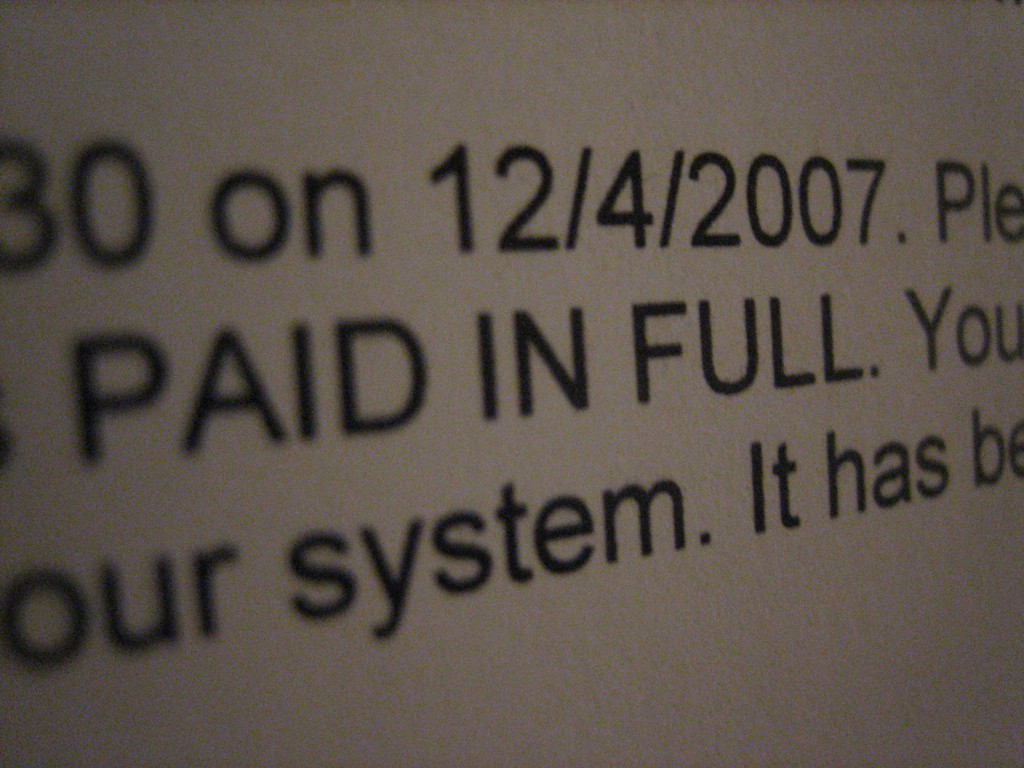 30 on 12/4/2007. Ple
PAID IN FULL. You
our system. It has be